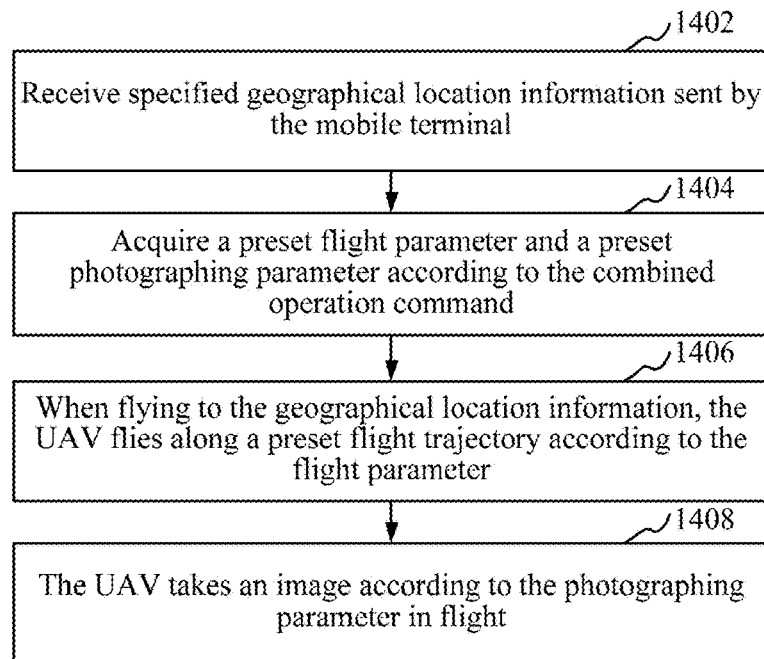 1402
Receive specified geographical location information sent by
the mobile terminal
1404
Acquire a preset flight parameter and a preset
photographing parameter according to the combined
operation command
1406
When flying to the geographical location information, the
UAV flies along a preset flight trajectory according to the
flight parameter
1408
The UAV takes an image according to the photographing
parameter in flight